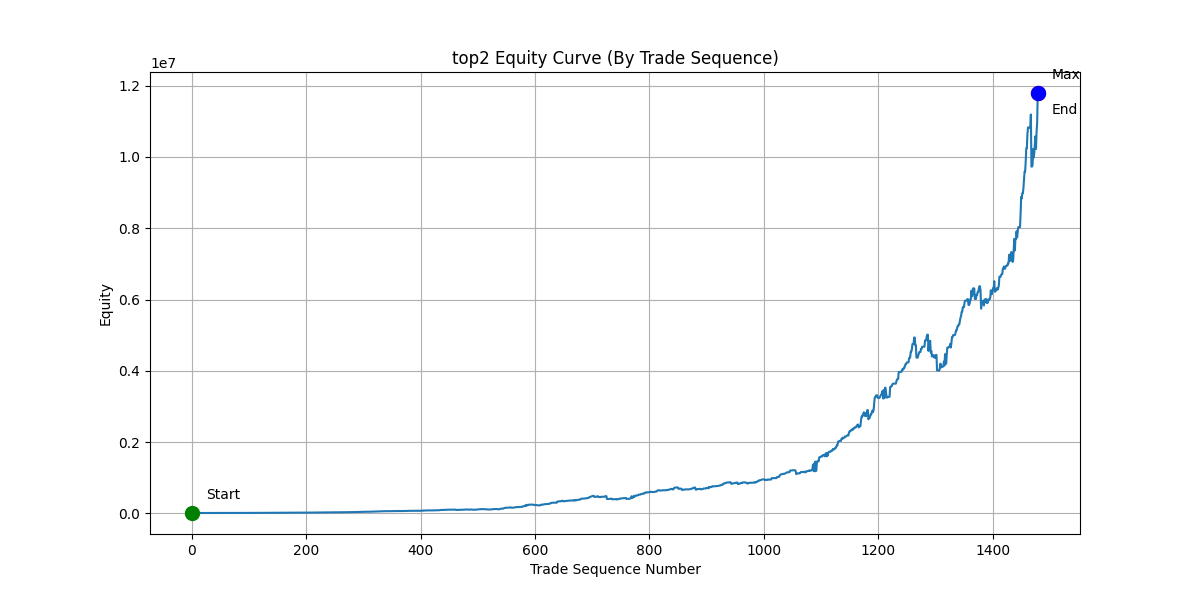 top2 Equity Curve (By Trade Sequence)
1e7
Max
End
1.2
1.0
0.8
0.6
0.4
0.2
0.0
Equity
Start
0 200 400 600 800 1000 1200 1400
Trade Sequence Number